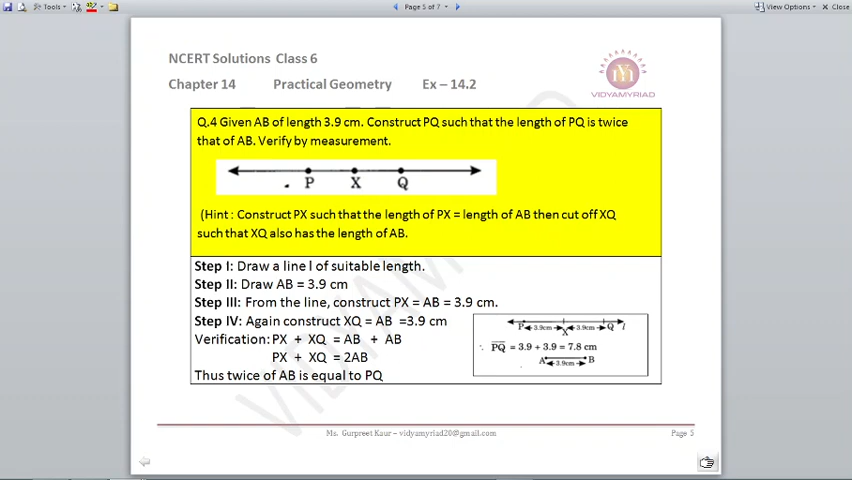 Tools
Page 5 of 7
View Options
Close
NCERT Solutions Class 6
Chapter 14 Practical Geometry Ex – 14.2
VIDYAMYRIAD
Q.4 Given AB of length 3.9 cm. Construct PQ such that the length of PQ is twice
that of AB. Verify by measurement.
P X Q
(Hint : Construct PX such that the length of PX = length of AB then cut off XQ
such that XQ also has the length of AB.
Step I: Draw a line l of suitable length.
Step II: Draw AB = 3.9 cm
Step III: From the line, construct PX = AB = 3.9 cm.
Step IV: Again construct XQ = AB =3.9 cm
Verification: PX + XQ = AB + AB
PX + XQ = 2AB
Thus twice of AB is equal to PQ
P 3.9cm 3.9cm Q l
X
∴ PQ = 3.9 + 3.9 = 7.8 cm
A B
3.9cm
VIDYAMYRIAD
Ms. Gurpreet Kaur – vidyamyriad20@gmail.com Page 5